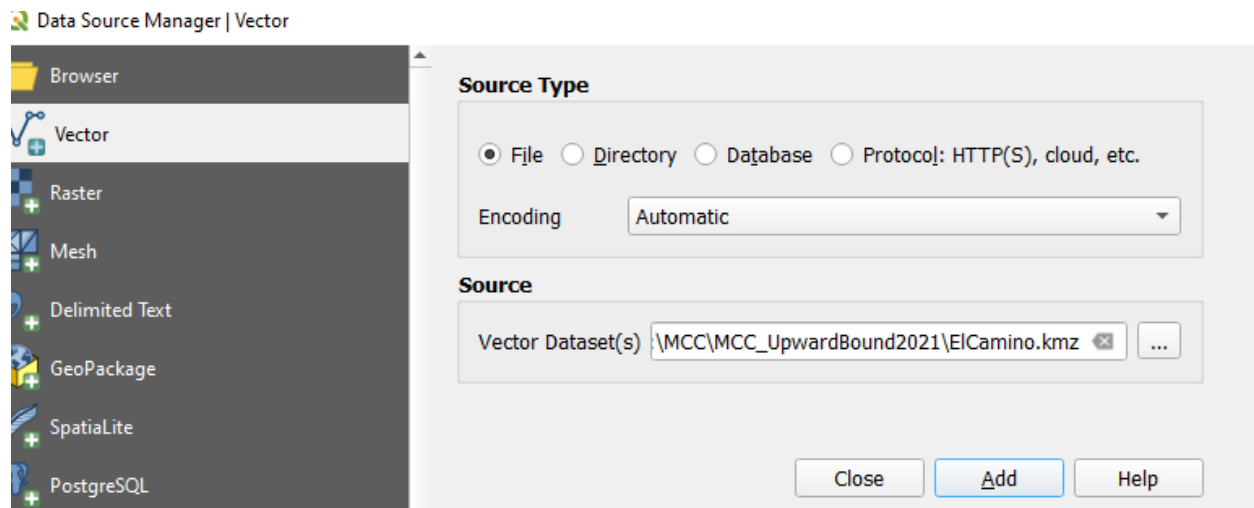 Data Source Manager | Vector
Browser
Vector
Raster
Mesh
Delimited Text
GeoPackage
SpatiaLite
PostgreSQL
Source Type
File Directory Database Protocol: HTTP(S), cloud, etc.
Encoding Automatic
Source
Vector Dataset(s) :\MCC\MCC_UpwardBound2021\ElCamino.kmz ...
Close Add Help